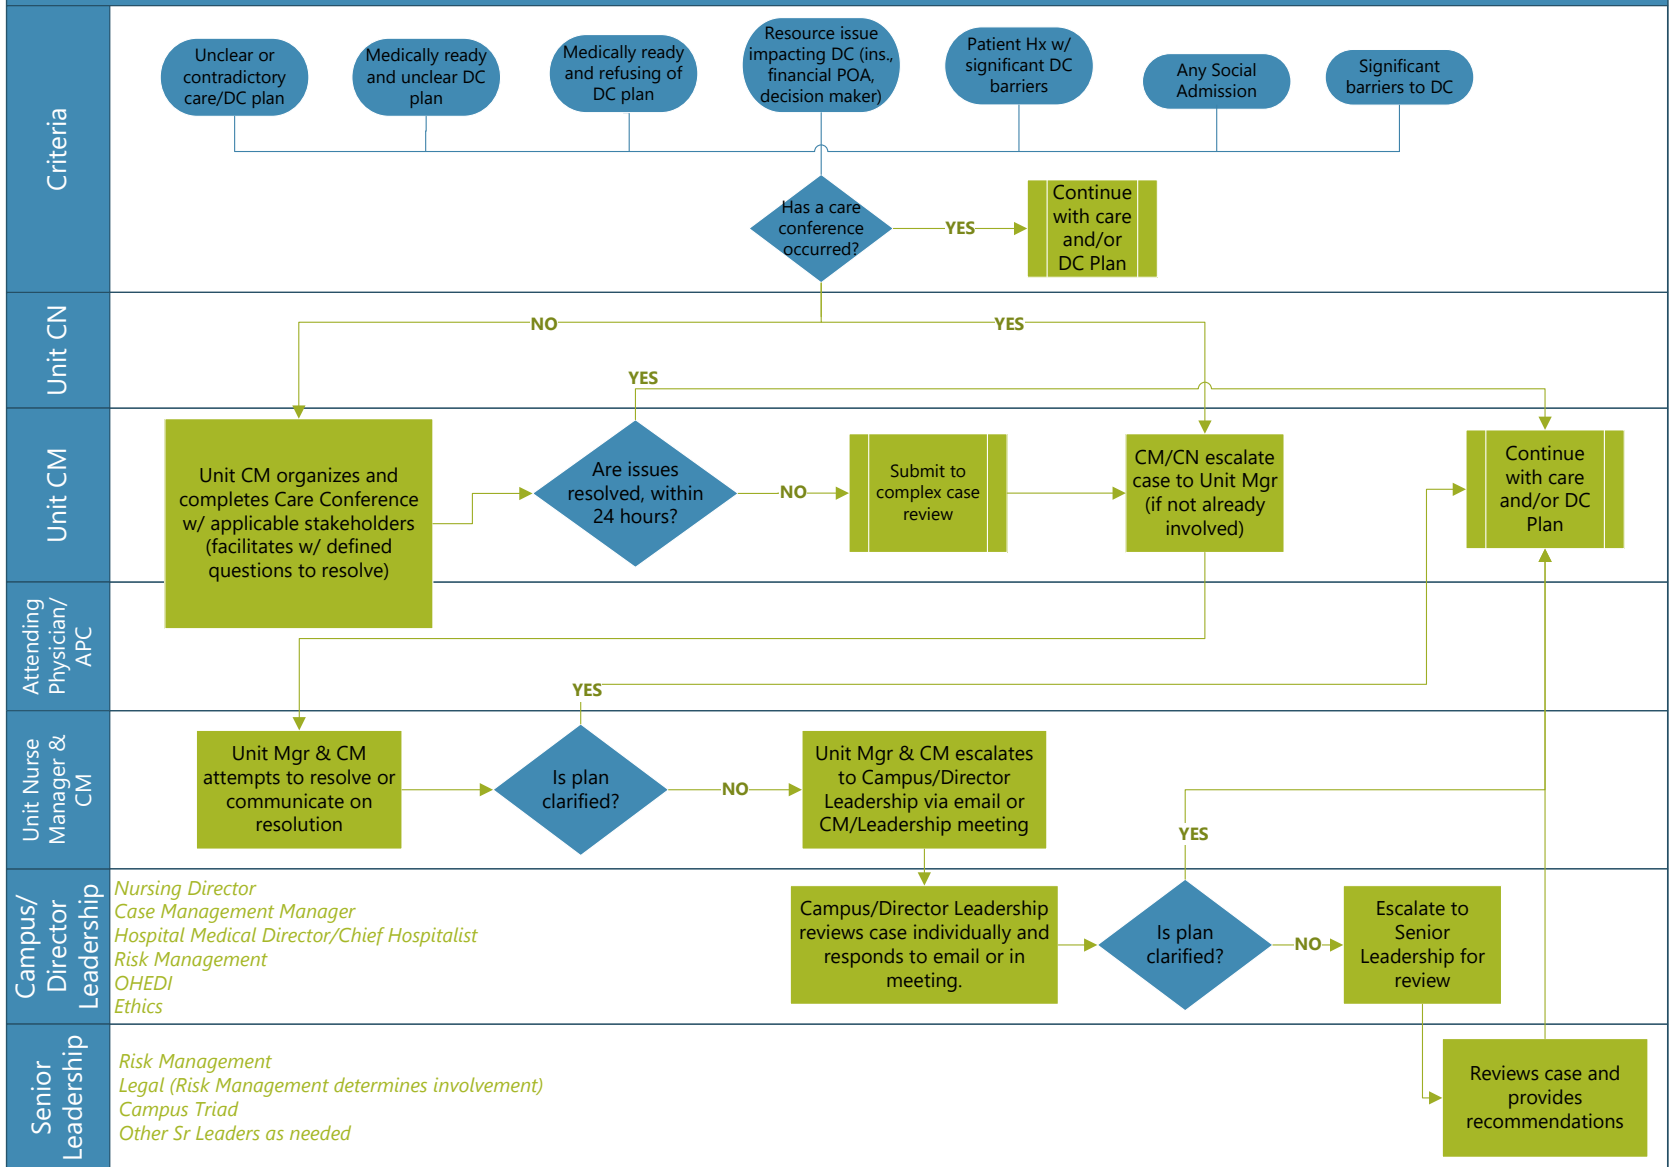 Criteria
Unclear or
contradictory
care/DC plan
Medically ready
and unclear DC
plan
Medically ready
and refusing of
DC plan
Resource issue
impacting DC (ins.,
financial POA,
decision maker)
Patient Hx w/
significant DC
barriers
Any Social
Admission
Significant
barriers to DC
Has a care
conference
occurred?
YES
Continue
with care
and/or
DC Plan
Unit CN
NO
YES
YES
Unit CM
Unit CM organizes and
completes Care Conference
w/ applicable stakeholders
(facilitates w/ defined
questions to resolve)
Are issues
resolved, within
24 hours?
NO
Submit to
complex case
review
CM/CN escalate
case to Unit Mgr
(if not already
involved)
Continue
with care
and/or DC
Plan
Attending
Physician/
APC
YES
Unit Nurse
Manager &
CM
Unit Mgr & CM
attempts to resolve or
communicate on
resolution
Is plan
clarified?
NO
Unit Mgr & CM escalates
to Campus/Director
Leadership via email or
CM/Leadership meeting
YES
Campus/
Director
Leadership
Nursing Director
Case Management Manager
Hospital Medical Director/Chief Hospitalist
Risk Management
OHEDI
Ethics
Campus/Director Leadership
reviews case individually and
responds to email or in
meeting.
Is plan
clarified?
NO
Escalate to
Senior
Leadership for
review
Senior
Leadership
Risk Management
Legal (Risk Management determines involvement)
Campus Triad
Other Sr Leaders as needed
Reviews case and
provides
recommendations